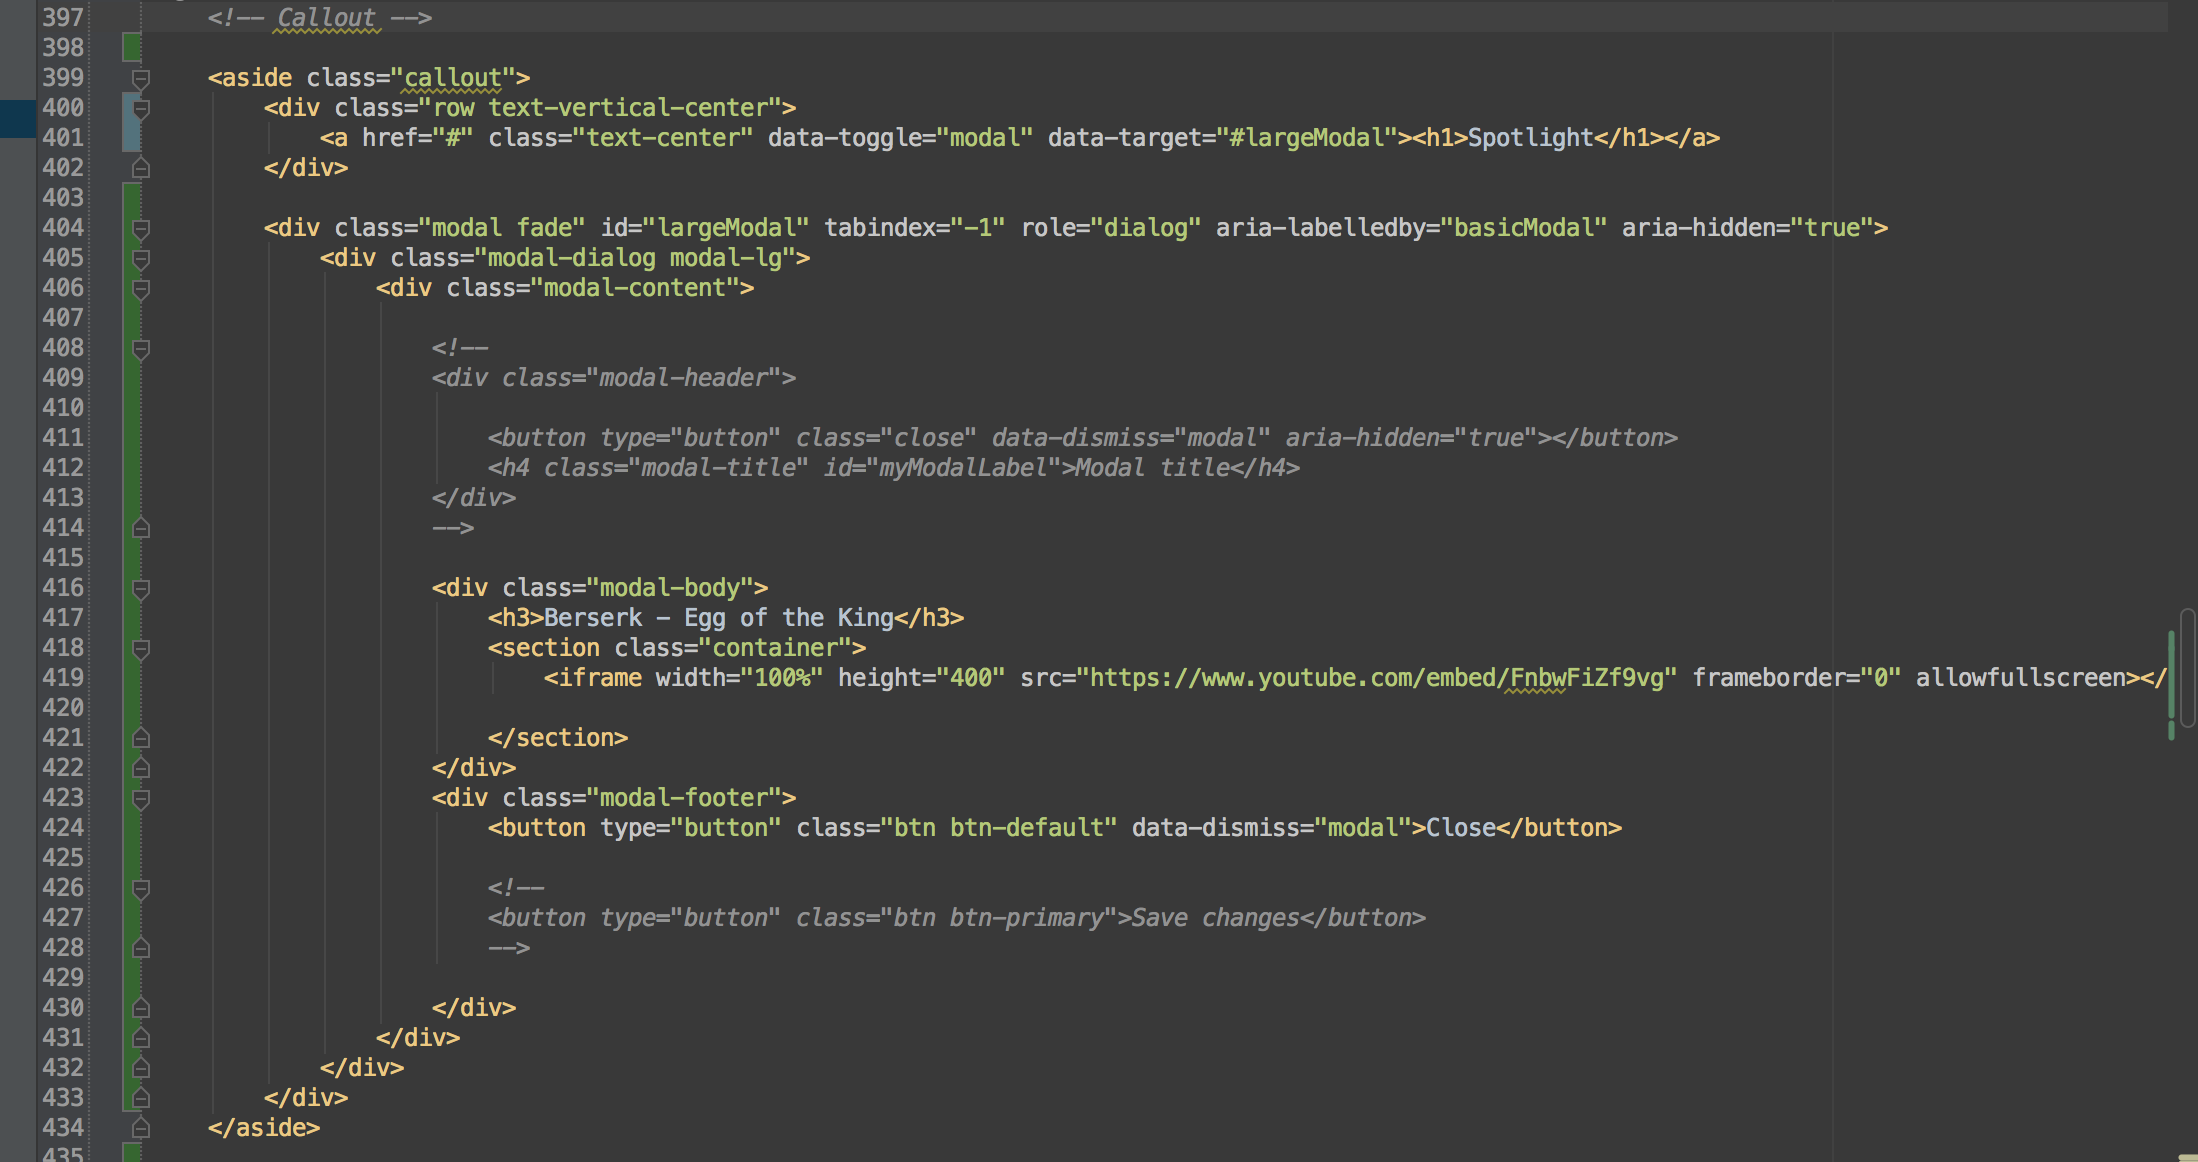 397 <!-- Callout -->
398
399 <aside class="callout">
400 <div class="row text-vertical-center">
401 <a href="#" class="text-center" data-toggle="modal" data-target="#largeModal"><h1>Spotlight</h1></a>
402 </div>
403
404 <div class="modal fade" id="largeModal" tabindex="-1" role="dialog" aria-labelledby="basicModal" aria-hidden="true">
405 <div class="modal-dialog modal-lg">
406 <div class="modal-content">
407
408 <!--
409 <div class="modal-header">
410
411 <button type="button" class="close" data-dismiss="modal" aria-hidden="true"></button>
412 <h4 class="modal-title" id="myModalLabel">Modal title</h4>
413 </div>
414 -->
415
416 <div class="modal-body">
417 <h3>Berserk - Egg of the King</h3>
418 <section class="container">
419 <iframe width="100%" height="400" src="https://www.youtube.com/embed/FnbwFiZf9vg" frameborder="0" allowfullscreen></
420
421 </section>
422 </div>
423 <div class="modal-footer">
424 <button type="button" class="btn btn-default" data-dismiss="modal">Close</button>
425
426 <!--
427 <button type="button" class="btn btn-primary">Save changes</button>
428 -->
429
430 </div>
431 </div>
432 </div>
433 </div>
434 </aside>
435